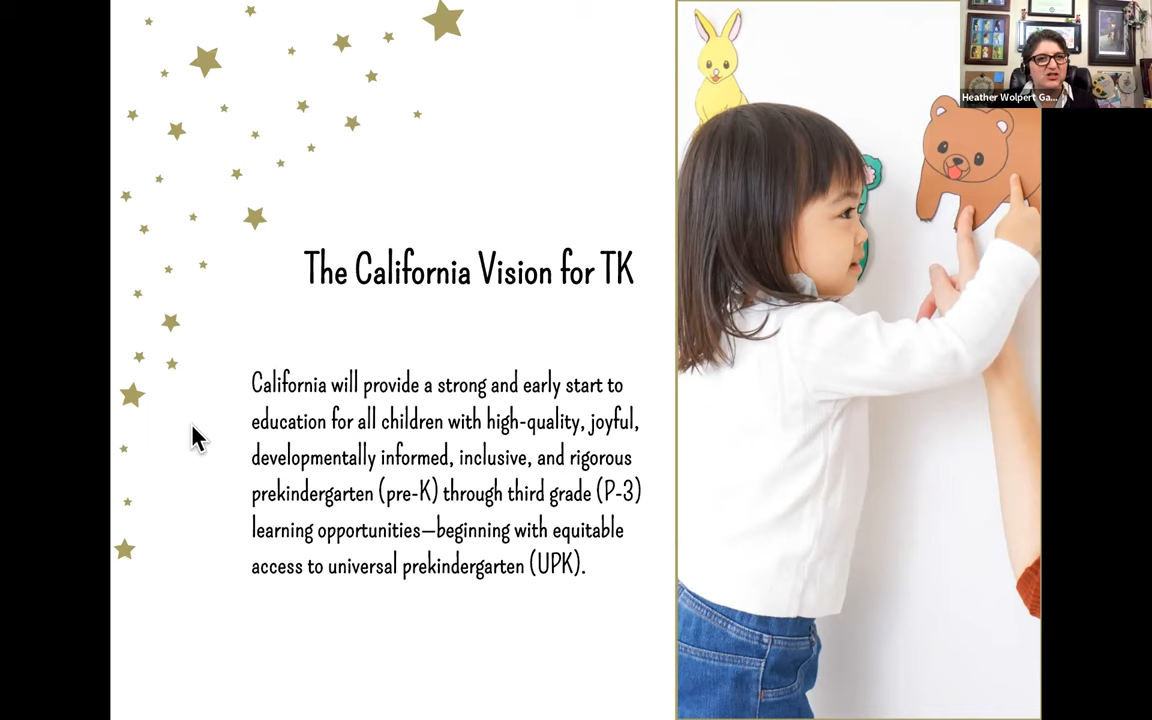 Heather Wolpert Ga...
The California Vision for TK
California will provide a strong and early start to
education for all children with high-quality, joyful,
developmentally informed, inclusive, and rigorous
prekindergarten (pre-K) through third grade (P-3)
learning opportunities—beginning with equitable
access to universal prekindergarten (UPK).